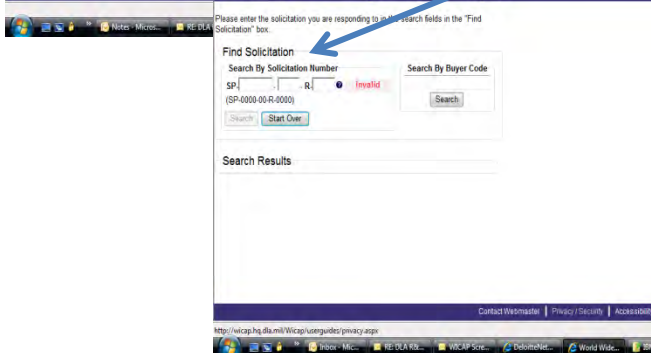 Please enter the solicitation you are responding to in the search fields in the "Find
Solicitation" box.
Notes - Micros...
RE: DLA
Find Solicitation
Search By Solicitation Number
Search By Buyer Code
SP- - - R- Invalid
(SP-0000-00-R-0000)
Search
Search
Start Over
Search Results
Contact Webmaster | Privacy / Security | Accessibilit
http://wicap.hq.dla.mil/Wicap/userguides/privacy.aspx
Inbox - Mic...
RE: DLA R&I...
WICAP Scre...
DeloitteNet...
World Wide...